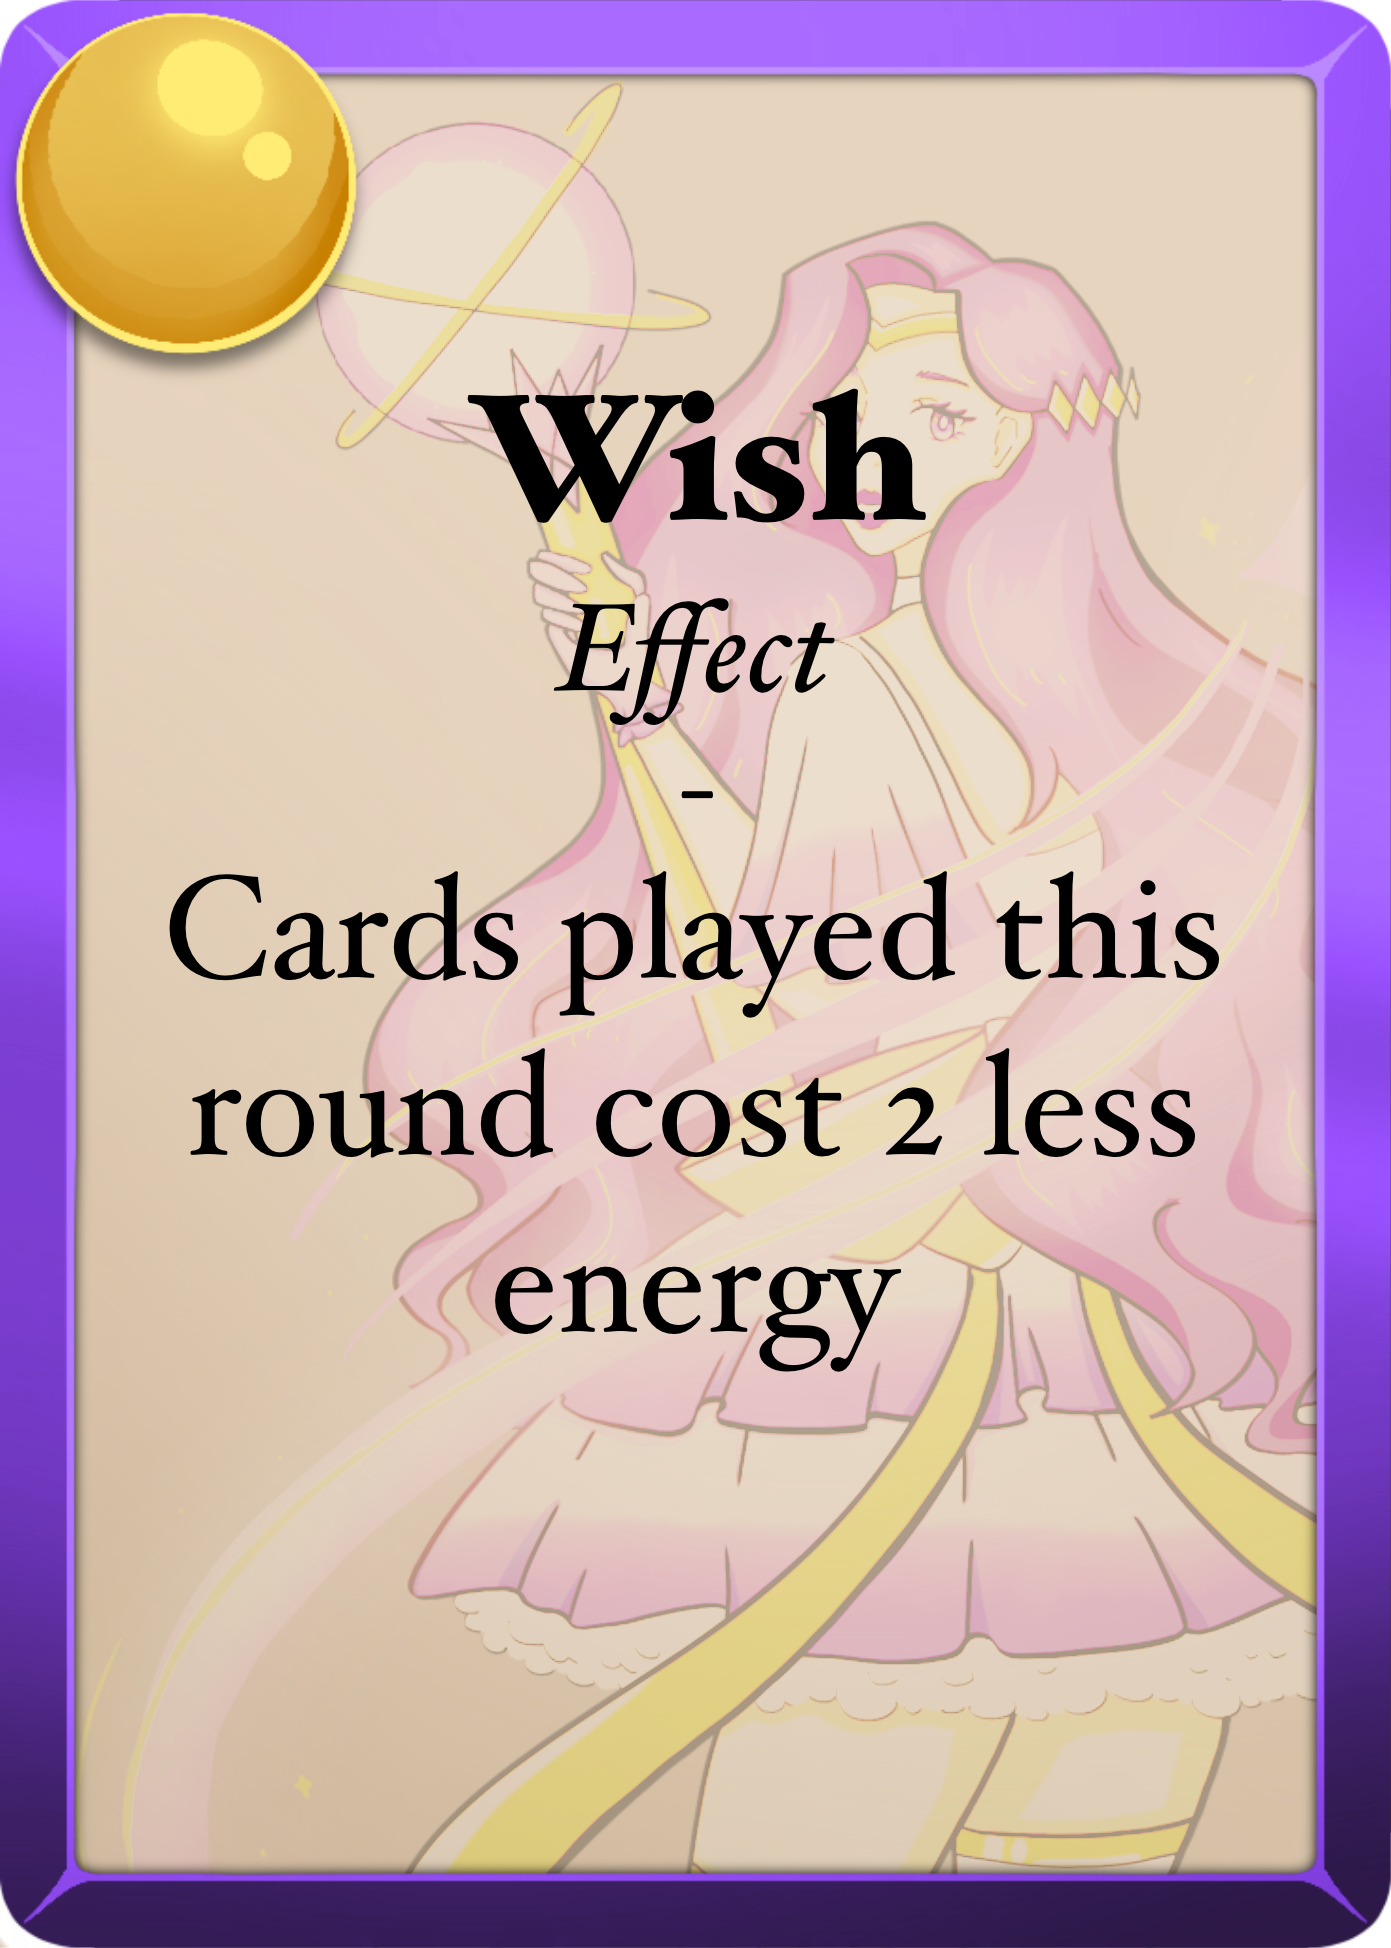 Wish
Effect
-
Cards played this
round cost 2 less
energy